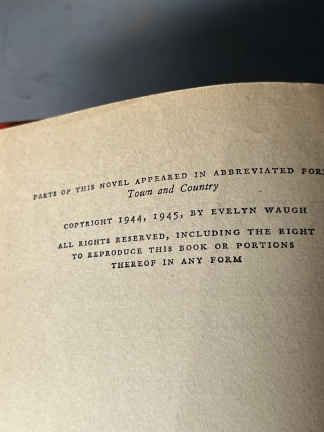 PARTS OF THIS NOVEL APPEARED IN ABBREVIATED
Town and Country
COPYRIGHT 1944, 1945, BY EVELYN WAUGH
ALL RIGHTS RESERVED, INCLUDING THE RIGHT
TO REPRODUCE THIS BOOK OR PORTIONS
THEREOF IN ANY FORM